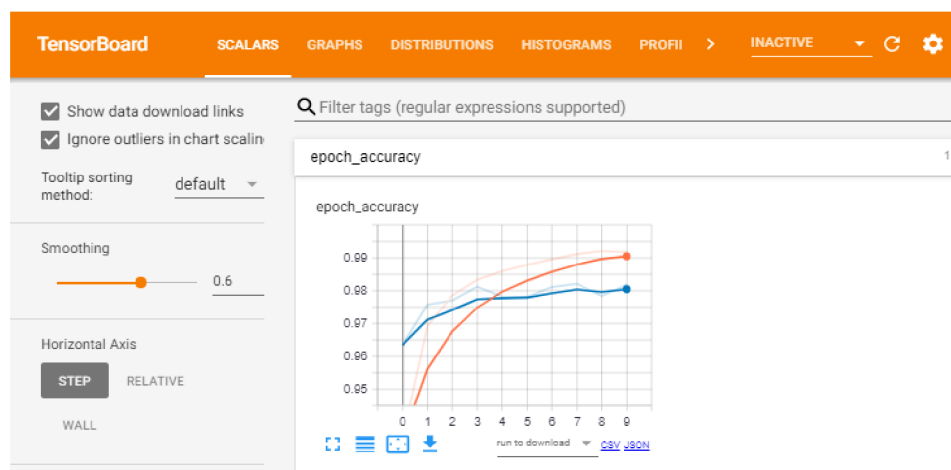 TensorBoard SCALARS GRAPHS DISTRIBUTIONS HISTOGRAMS PROFII INACTIVE
Show data download links
Ignore outliers in chart scalin
Tooltip sorting
method: default
Smoothing
0.6
Horizontal Axis
STEP RELATIVE
WALL
Filter tags (regular expressions supported)
epoch_accuracy 1
epoch_accuracy
0.99
0.98
0.97
0.96
0.95
0 1 2 3 4 5 6 7 8 9
run to download CSV JSON